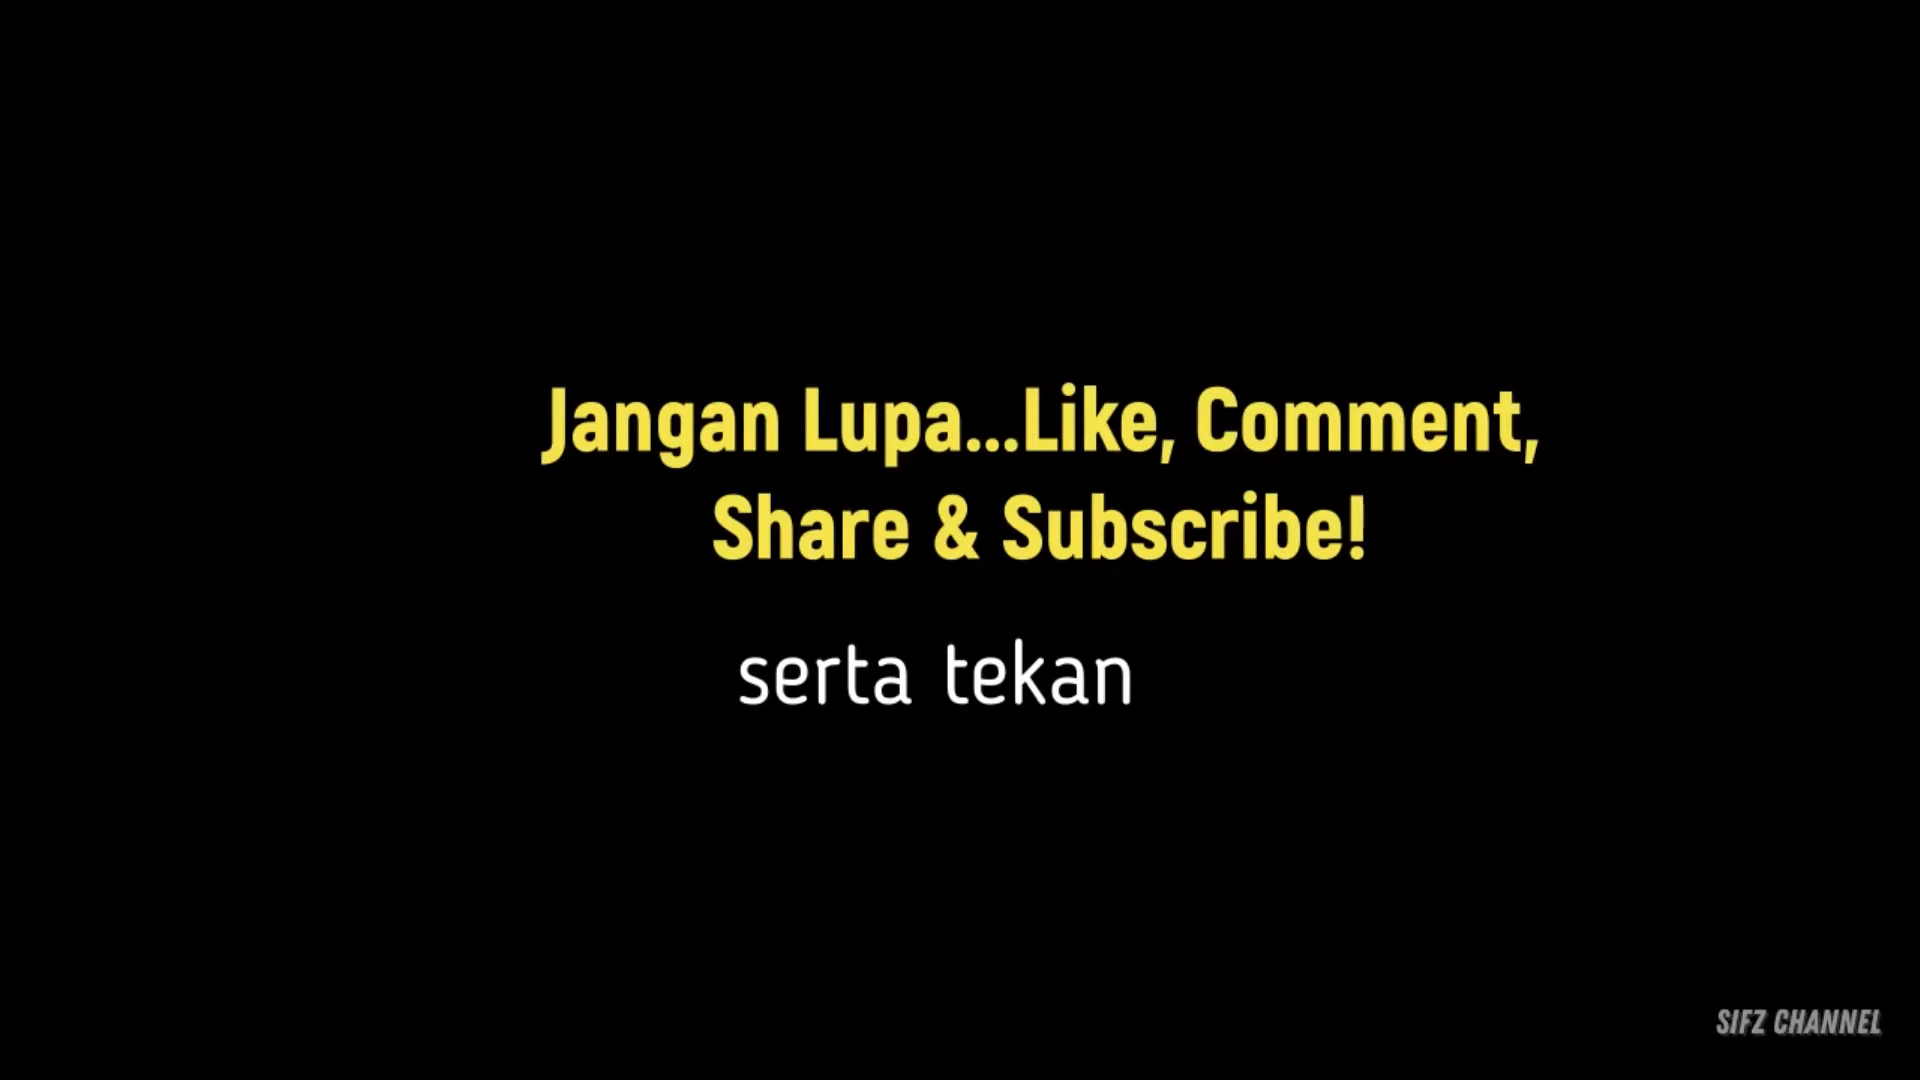 Jangan Lupa...Like, Comment,
Share & Subscribe!
serta tekan
SIFZ CHANNEL